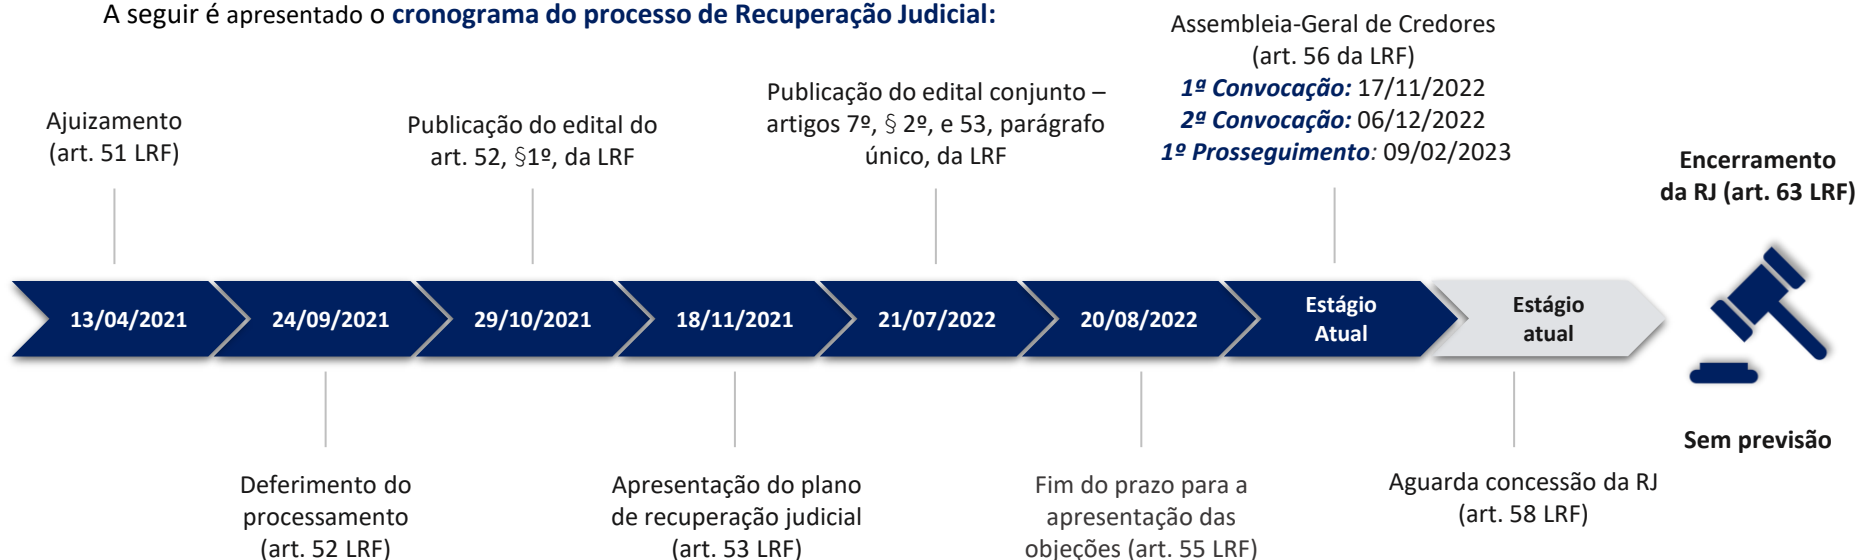 A seguir é apresentado o cronograma do processo de Recuperação Judicial:
Ajuizamento
(art. 51 LRF)
Publicação do edital do
art. 52, §1º, da LRF
Publicação do edital conjunto –
artigos 7º, § 2º, e 53, parágrafo
único, da LRF
Assembleia-Geral de Credores
(art. 56 da LRF)
1ª Convocação: 17/11/2022
2ª Convocação: 06/12/2022
1º Prosseguimento: 09/02/2023
Encerramento
da RJ (art. 63 LRF)
13/04/2021
24/09/2021
29/10/2021
18/11/2021
21/07/2022
20/08/2022
Estágio
Atual
Estágio
atual
Sem previsão
Deferimento do
processamento
(art. 52 LRF)
Apresentação do plano
de recuperação judicial
(art. 53 LRF)
Fim do prazo para a
apresentação das
objeções (art. 55 LRF)
Aguarda concessão da RJ
(art. 58 LRF)